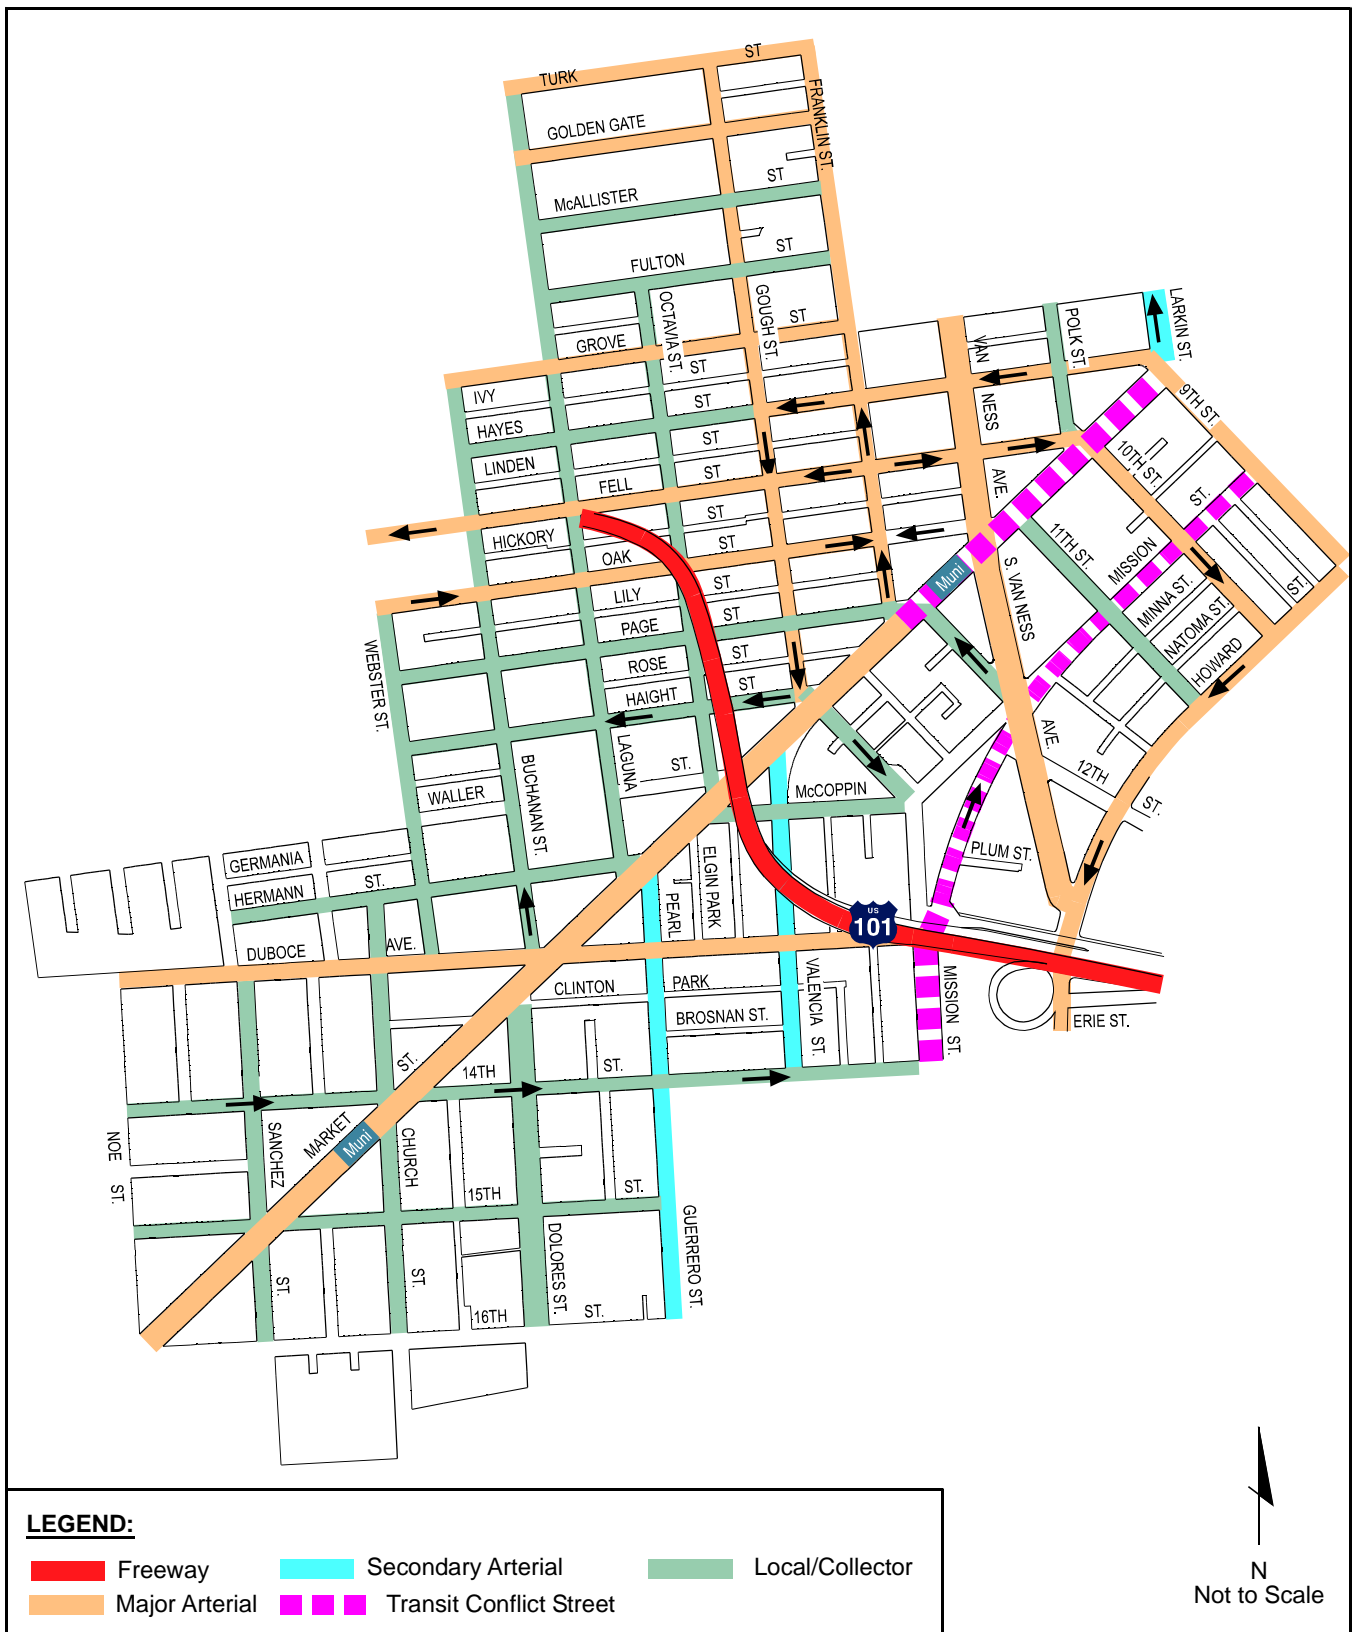 TURK ST
GOLDEN GATE
FRANKLIN ST.
McALLISTER ST
FULTON ST
OCTAVIA ST.
GOUGH ST.
GROVE ST
VAN NESS AVE.
POLK ST.
LARKIN ST.
IVY ST
HAYES ST
LINDEN ST
FELL ST
9TH ST.
10TH ST.
11TH ST.
HICKORY ST
OAK ST
LILY ST
PAGE ST
ROSE ST
HAIGHT ST
Muni
S. VAN NESS AVE.
MISSION ST.
MINNA ST.
NATOMA ST.
HOWARD ST.
WEBSTER ST.
BUCHANAN ST.
LAGUNA
WALLER ST.
McCOPPIN
12TH ST.
PLUM ST.
GERMANIA
HERMANN ST.
DUBOCE AVE.
PEARL
ELGIN PARK
US
101
CLINTON PARK
BROSNAN ST.
VALENCIA ST.
MISSION ST.
ERIE ST.
14TH ST.
NOE ST.
SANCHEZ ST.
MARKET ST.
Muni
CHURCH ST.
15TH ST.
DOLORES ST.
GUERRERO ST.
16TH ST.
LEGEND:
Freeway
Secondary Arterial
Local/Collector
Major Arterial
Transit Conflict Street
N
Not to Scale